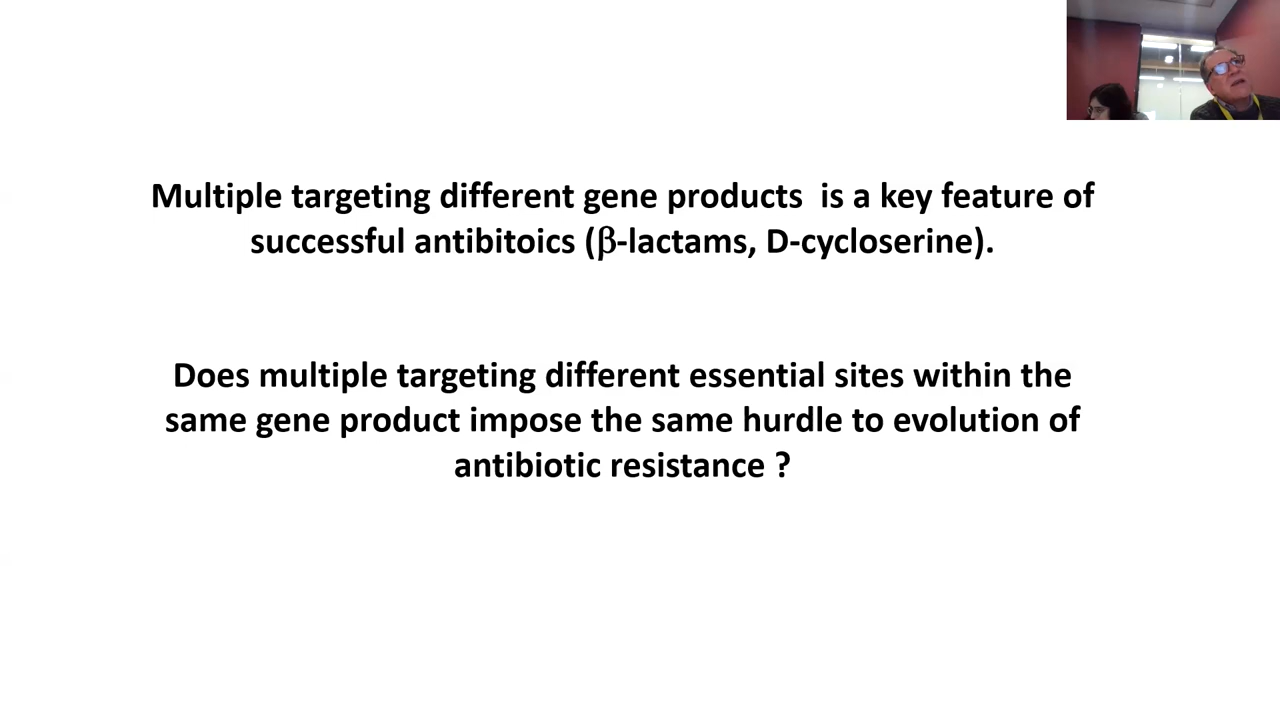 Multiple targeting different gene products  is a key feature of
successful antibitoics (β-lactams, D-cycloserine).
Does multiple targeting different essential sites within the
same gene product impose the same hurdle to evolution of
antibiotic resistance ?